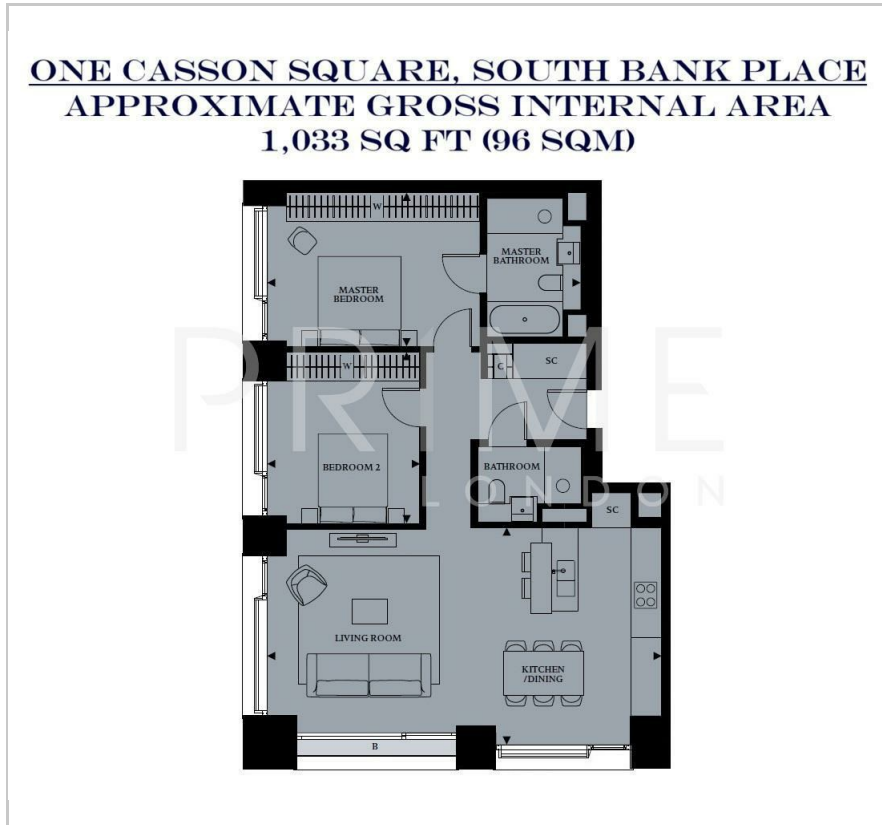 ONE CASSON SQUARE, SOUTH BANK PLACE
APPROXIMATE GROSS INTERNAL AREA
1,033 SQ FT (96 SQM)
W
MASTER
BATHROOM
MASTER
BEDROOM
PRIME
LONDON
W
C
SC
BEDROOM 2
BATHROOM
SC
LIVING ROOM
KITCHEN
/DINING
B